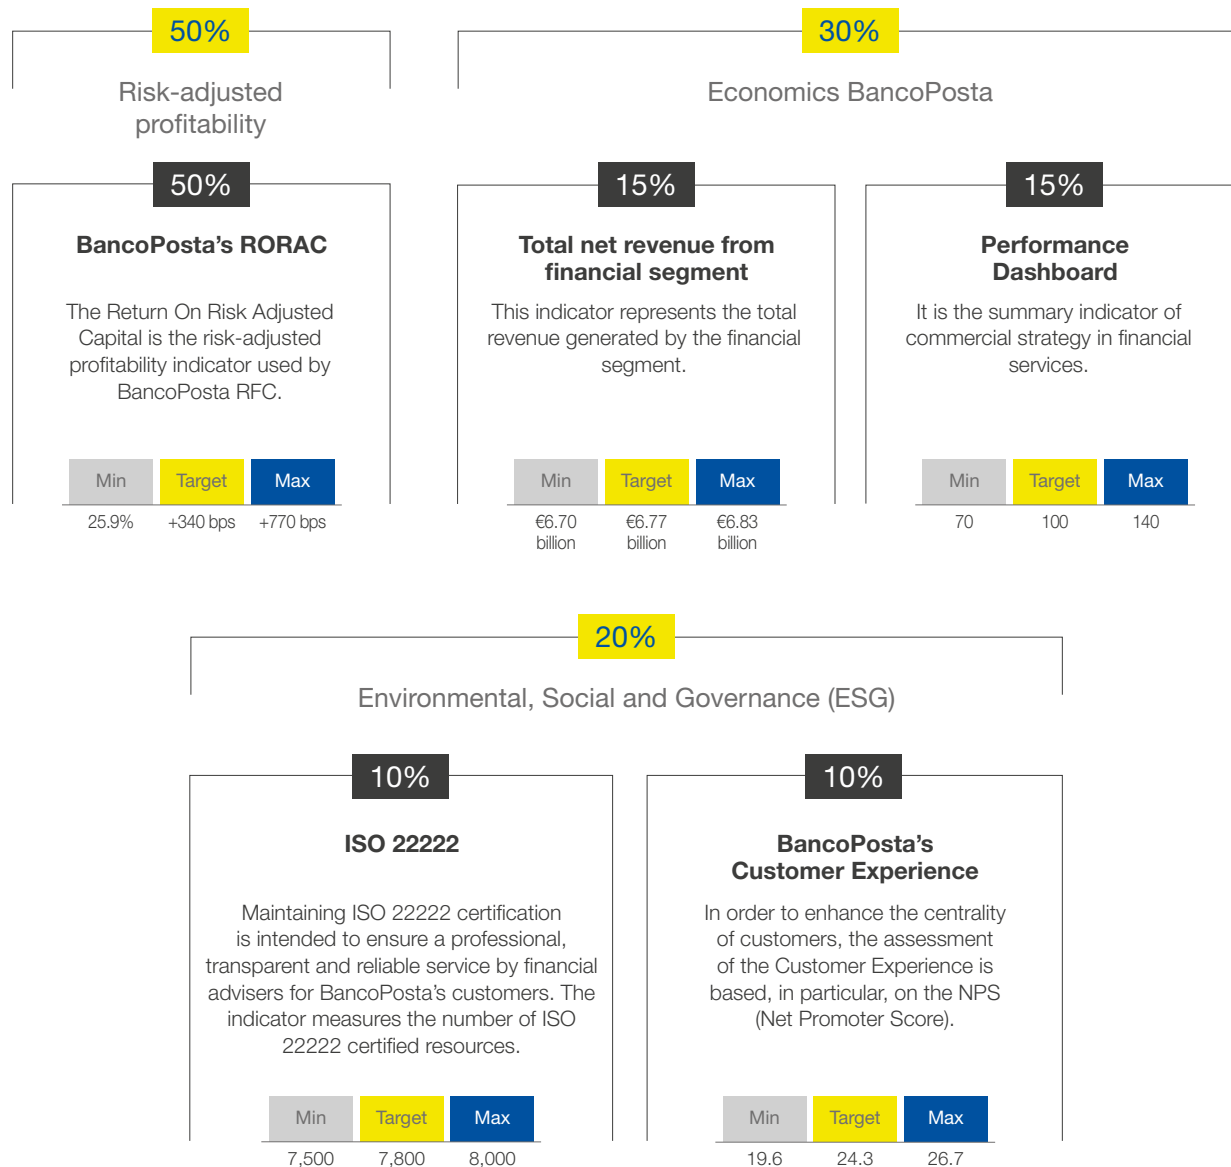 50%
Risk-adjusted
profitability
30%
Economics BancoPosta
50%
BancoPosta’s RORAC
The Return On Risk Adjusted
Capital is the risk-adjusted
profitability indicator used by
BancoPosta RFC.
Min Target Max
25.9% +340 bps +770 bps
15%
Total net revenue from
financial segment
This indicator represents the total
revenue generated by the financial
segment.
Min Target Max
€6.70 €6.77 €6.83
billion billion billion
15%
Performance
Dashboard
It is the summary indicator of
commercial strategy in financial
services.
Min Target Max
70 100 140
20%
Environmental, Social and Governance (ESG)
10%
ISO 22222
Maintaining ISO 22222 certification
is intended to ensure a professional,
transparent and reliable service by financial
advisers for BancoPosta’s customers. The
indicator measures the number of ISO
22222 certified resources.
Min Target Max
7,500 7,800 8,000
10%
BancoPosta’s
Customer Experience
In order to enhance the centrality
of customers, the assessment
of the Customer Experience is
based, in particular, on the NPS
(Net Promoter Score).
Min Target Max
19.6 24.3 26.7